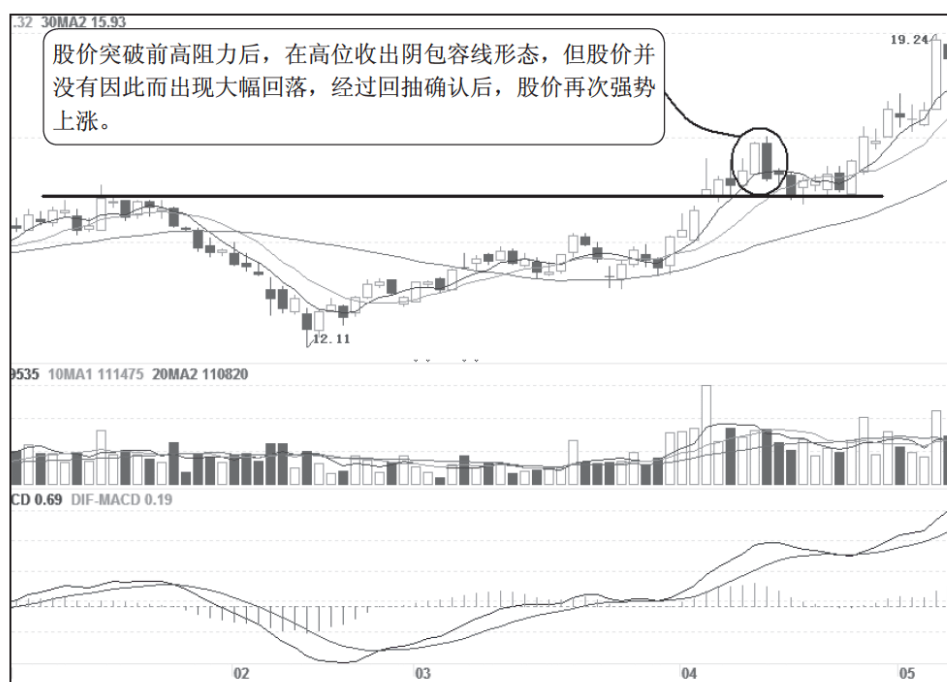 .32 30MA2 15.93
股价突破前高阻力后，在高位收出阴包容线形态，但股价并
没有因此而出现大幅回落，经过回抽确认后，股价再次强势
上涨。
19.24
12.11
9535 10MA1 111475 20MA2 110820
CD 0.69 DIF-MACD 0.19
02 03 04 05